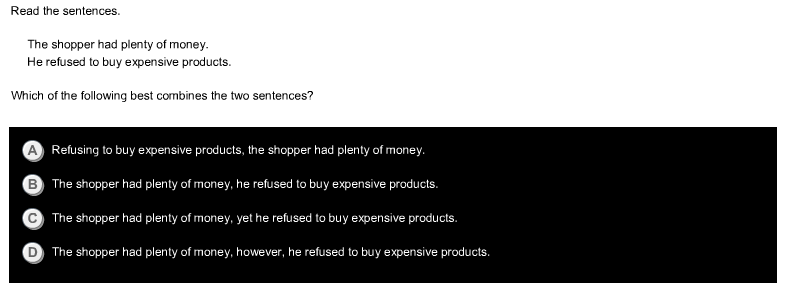 Read the sentences.
The shopper had plenty of money.
He refused to buy expensive products.
Which of the following best combines the two sentences?
A Refusing to buy expensive products, the shopper had plenty of money.
B The shopper had plenty of money, he refused to buy expensive products.
C The shopper had plenty of money, yet he refused to buy expensive products.
D The shopper had plenty of money, however, he refused to buy expensive products.